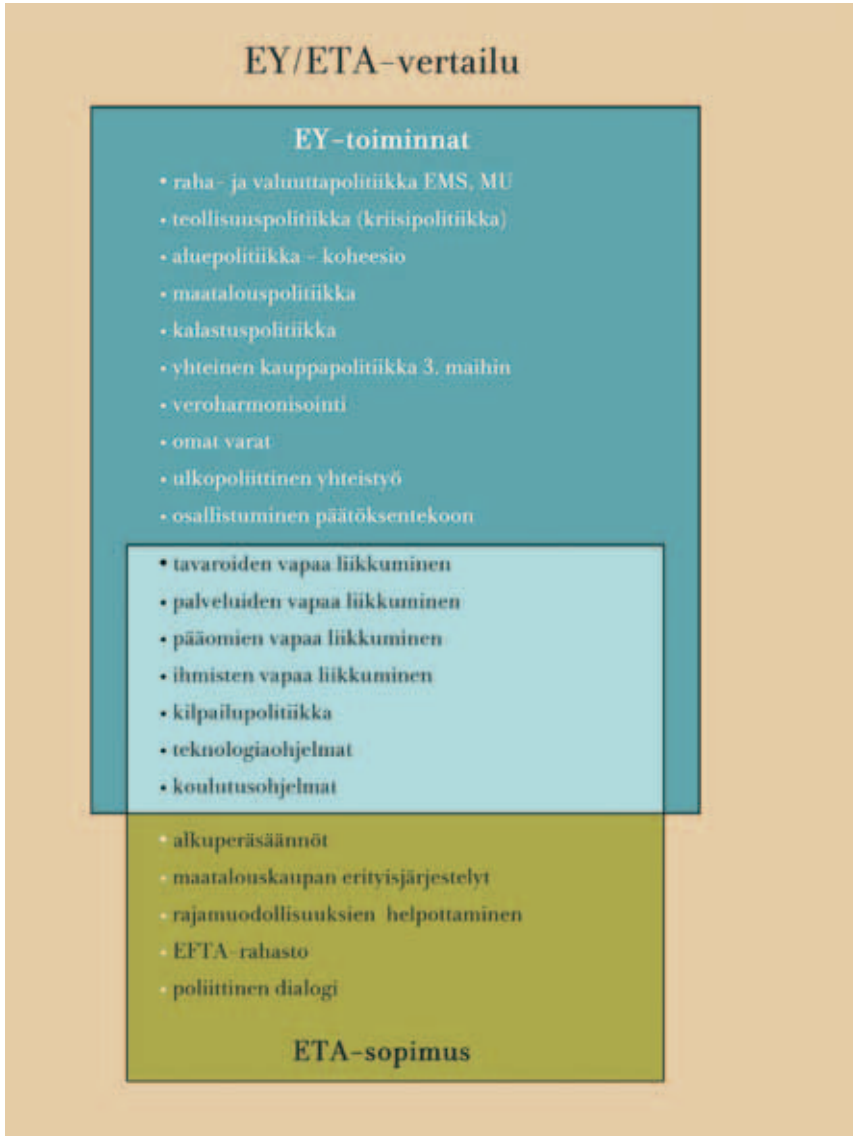 EY/ETA-vertailu
EY-toiminnat
• raha- ja valuuttapolitiikka EMS, MU
• teollisuuspolitiikka (kriisipolitiikka)
• aluepolitiikka – koheesio
• maatalouspolitiikka
• kalastuspolitiikka
• yhteinen kauppapolitiikka 3. maihin
• veroharmonisointi
• omat varat
• ulkopoliittinen yhteistyö
• osallistuminen päätöksentekoon
• tavaroiden vapaa liikkuminen
• palveluiden vapaa liikkuminen
• pääomien vapaa liikkuminen
• ihmisten vapaa liikkuminen
• kilpailupolitiikka
• teknologiaohjelmat
• koulutusohjelmat
• alkuperäsäännöt
• maatalouskaupan erityisjärjestelyt
• rajamuodollisuuksien helpottaminen
• EFTA-rahasto
• poliittinen dialogi
ETA-sopimus